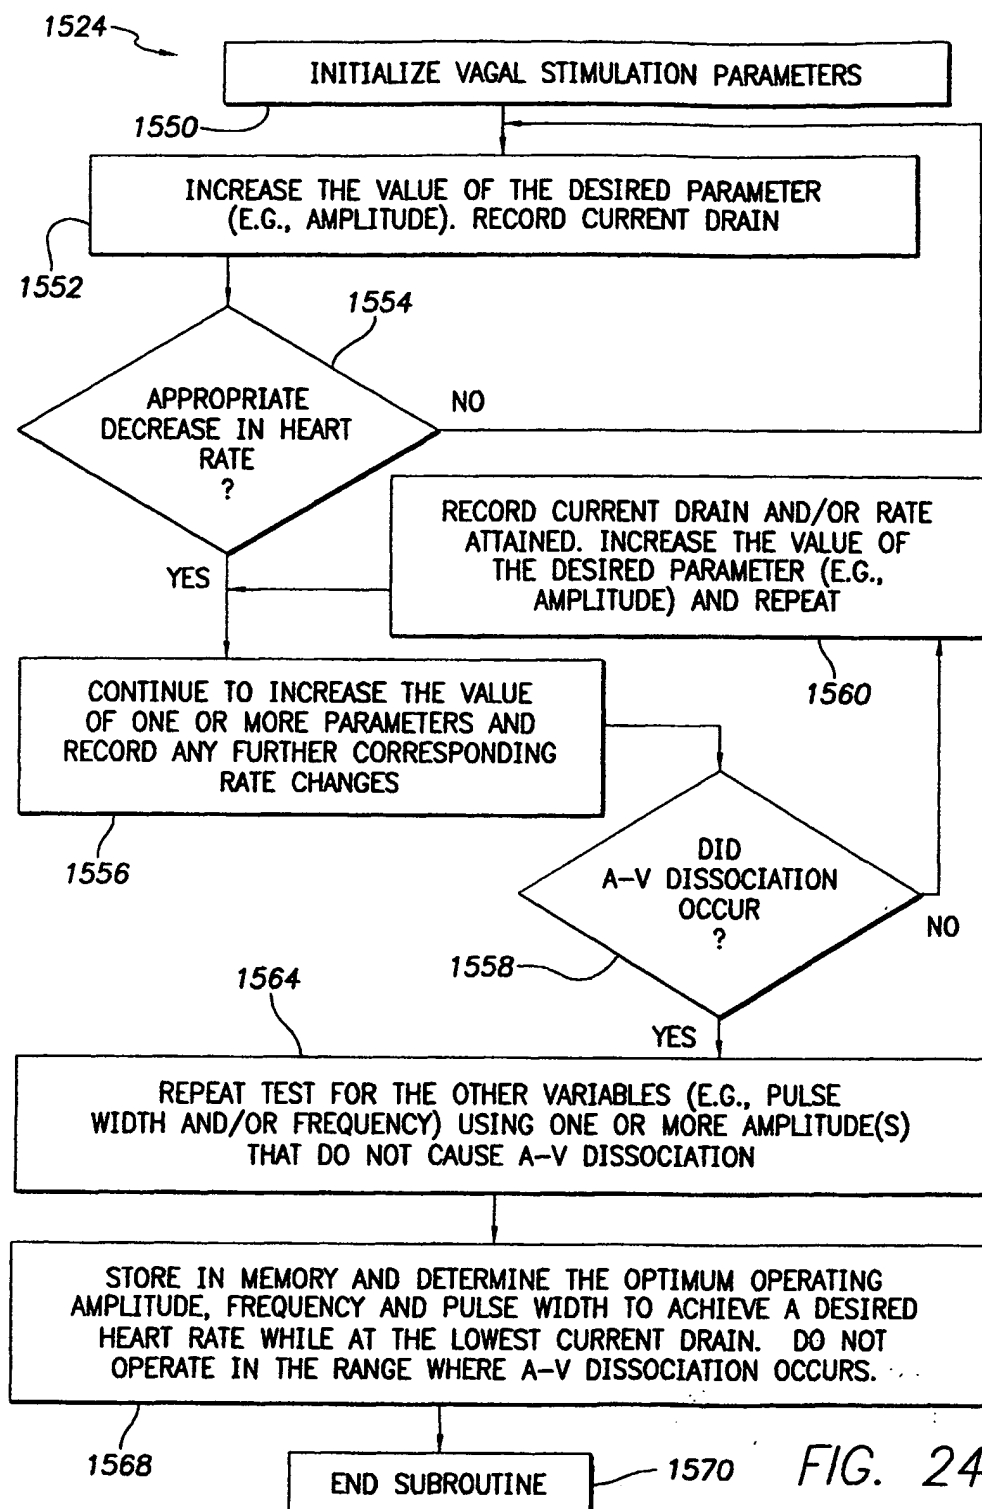 1524
INITIALIZE VAGAL STIMULATION PARAMETERS
1550
INCREASE THE VALUE OF THE DESIRED PARAMETER
(E.G., AMPLITUDE). RECORD CURRENT DRAIN
1552
1554
APPROPRIATE
DECREASE IN HEART
RATE
?
NO
YES
RECORD CURRENT DRAIN AND/OR RATE
ATTAINED. INCREASE THE VALUE OF
THE DESIRED PARAMETER (E.G.,
AMPLITUDE) AND REPEAT
1560
CONTINUE TO INCREASE THE VALUE
OF ONE OR MORE PARAMETERS AND
RECORD ANY FURTHER CORRESPONDING
RATE CHANGES
1556
DID
A-V DISSOCIATION
OCCUR
?
NO
1558
YES
1564
REPEAT TEST FOR THE OTHER VARIABLES (E.G., PULSE
WIDTH AND/OR FREQUENCY) USING ONE OR MORE AMPLITUDE(S)
THAT DO NOT CAUSE A-V DISSOCIATION
STORE IN MEMORY AND DETERMINE THE OPTIMUM OPERATING
AMPLITUDE, FREQUENCY AND PULSE WIDTH TO ACHIEVE A DESIRED
HEART RATE WHILE AT THE LOWEST CURRENT DRAIN. DO NOT
OPERATE IN THE RANGE WHERE A-V DISSOCIATION OCCURS.
1568
END SUBROUTINE
1570
FIG. 24